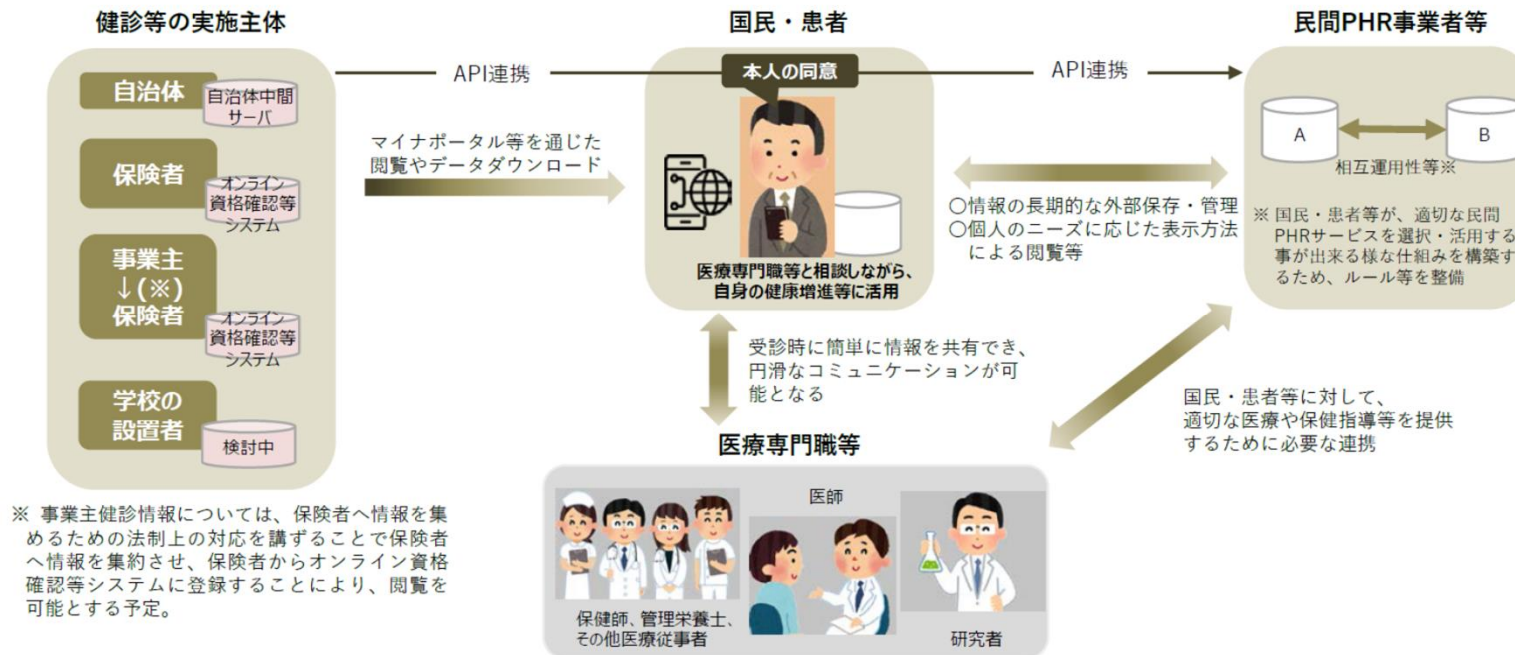 健診等の実施主体
自治体
自治体中間
サーバ
保険者
オンライン
資格確認等
システム
事業主
↓(※)
保険者
オンライン
資格確認等
システム
学校の
設置者
検討中
※ 事業主健診情報については、保険者へ情報を集
めるための法制上の対応を講ずることで保険者
へ情報を集約させ、保険者からオンライン資格
確認等システムに登録することにより、閲覧を
可能とする予定。
API連携
マイナポータル等を通じた
閲覧やデータダウンロード
国民・患者
本人の同意
医療専門職等と相談しながら、
自身の健康増進等に活用
API連携
○情報の長期的な外部保存・管理
○個人のニーズに応じた表示方法
による閲覧等
民間PHR事業者等
A
B
相互運用性等※
※ 国民・患者等が、適切な民間
PHRサービスを選択・活用する
事が出来る様な仕組みを構築す
るため、ルール等を整備
受診時に簡単に情報を共有でき、
円滑なコミュニケーションが可
能となる
国民・患者等に対して、
適切な医療や保健指導等を提供
するために必要な連携
医療専門職等
医師
保健師、管理栄養士、
その他医療従事者
研究者